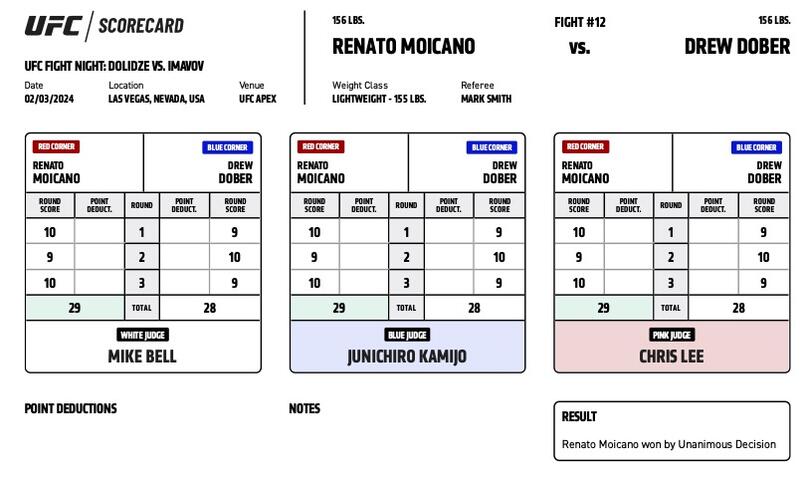 UFC / SCORECARD
UFC FIGHT NIGHT: DOLIDZE VS. IMAVOV
Date Location Venue
02/03/2024 LAS VEGAS, NEVADA, USA UFC APEX
156 LBS. FIGHT #12 156 LBS.
RENATO MOICANO VS. DREW DOBER
Weight Class Referee
LIGHTWEIGHT - 155 LBS. MARK SMITH
RED CORNER BLUE CORNER
RENATO DREW
MOICANO DOBER
ROUND POINT ROUND POINT ROUND
SCORE DEDUCT. DEDUCT. SCORE
10 1 9
9 2 10
10 3 9
29 TOTAL 28
WHITE JUDGE
MIKE BELL
RED CORNER BLUE CORNER
RENATO DREW
MOICANO DOBER
ROUND POINT ROUND POINT ROUND
SCORE DEDUCT. DEDUCT. SCORE
10 1 9
9 2 10
10 3 9
29 TOTAL 28
BLUE JUDGE
JUNICHIRO KAMIJO
RED CORNER BLUE CORNER
RENATO DREW
MOICANO DOBER
ROUND POINT ROUND POINT ROUND
SCORE DEDUCT. DEDUCT. SCORE
10 1 9
9 2 10
10 3 9
29 TOTAL 28
PINK JUDGE
CHRIS LEE
POINT DEDUCTIONS
NOTES
RESULT
Renato Moicano won by Unanimous Decision